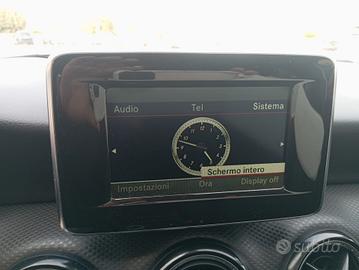 Audio Tel Sistema
Schermo intero
Impostazioni Ora Display off
subito